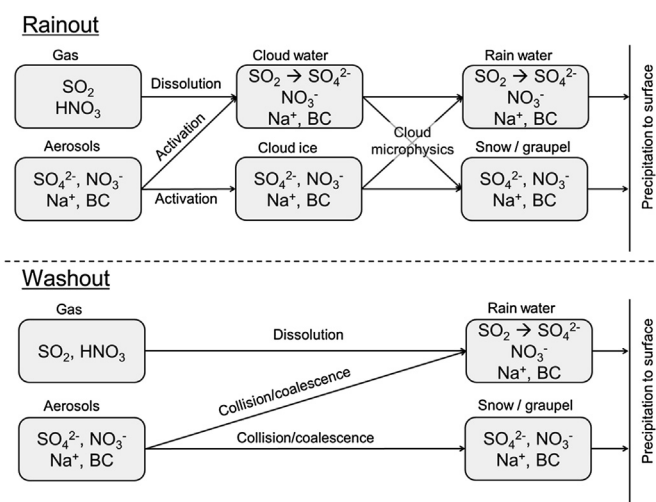 Rainout
Gas
Cloud water
Rain water
SO₂
HNO₃
Dissolution
SO₂ → SO₄²⁻
NO₃⁻
Na⁺, BC
SO₂ → SO₄²⁻
NO₃⁻
Na⁺, BC
Activation
Cloud
microphysics
Aerosols
Cloud ice
Snow / graupel
SO₄²⁻, NO₃⁻
Na⁺, BC
Activation
SO₄²⁻, NO₃⁻
Na⁺, BC
SO₄²⁻, NO₃⁻
Na⁺, BC
Precipitation to surface
Washout
Gas
Rain water
SO₂, HNO₃
Dissolution
SO₂ → SO₄²⁻
NO₃⁻
Na⁺, BC
Collision/coalescence
Aerosols
Snow / graupel
SO₄²⁻, NO₃⁻
Na⁺, BC
Collision/coalescence
SO₄²⁻, NO₃⁻
Na⁺, BC
Precipitation to surface